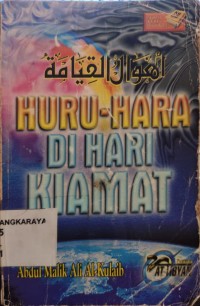 أهوال القيامة
HURU-HARA
DI HARI
KIAMAT
ANGKARAYA
Abdul Malik Ali Al-Kulaib
AT-TIBYAN